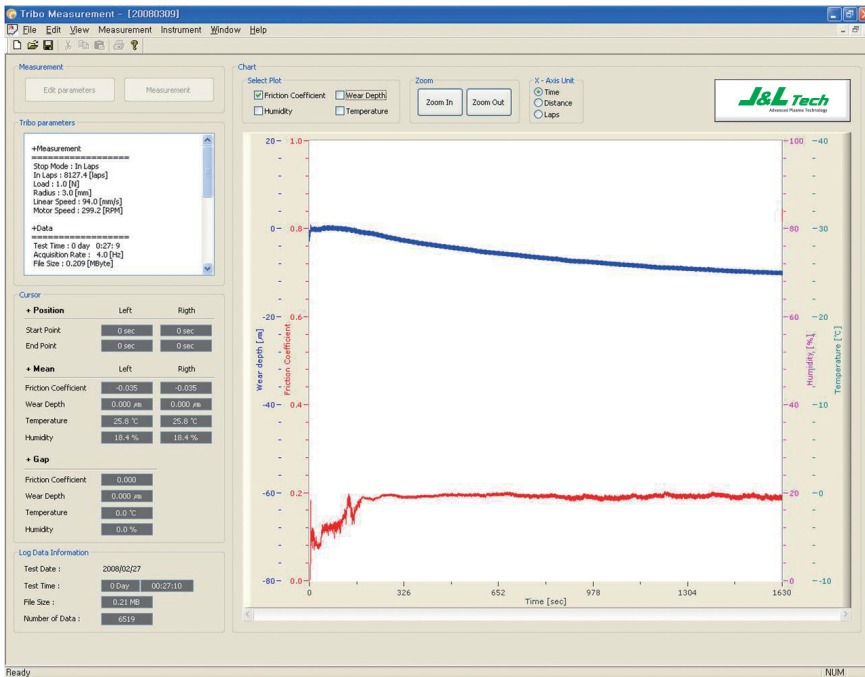 Tribo Measurement - [20080309]
File Edit View Measurement Instrument Window Help
Measurement
Edit parameters Measurement
Tribo parameters
+Measurement
==================
Stop Mode : In Laps
In Laps : 8127.4 [laps]
Load : 1.0 [N]
Radius : 3.0 [mm]
Linear Speed : 94.0 [mm/s]
Motor Speed : 299.2 [RPM]
+Data
==================
Test Time : 0 day 0:27: 9
Acquisition Rate : 4.0 [Hz]
File Size : 0.209 [MByte]
Cursor
+ Position Left Rigth
Start Point 0 sec 0 sec
End Point 0 sec 0 sec
+ Mean Left Rigth
Friction Coefficient -0.035 -0.035
Wear Depth 0.000 ㎛ 0.000 ㎛
Temperature 25.8 ℃ 25.8 ℃
Humidity 18.4 % 18.4 %
+ Gap
Friction Coefficient 0.000
Wear Depth 0.000 ㎛
Temperature 0.0 ℃
Humidity 0.0 %
Log Data Information
Test Date : 2008/02/27
Test Time : 0 Day 00:27:10
File Size : 0.21 MB
Number of Data : 6519
Chart
Select Plot
Friction Coefficient Wear Depth
Humidity Temperature
Zoom
Zoom In Zoom Out
X - Axis Unit
Time
Distance
Laps
J&L Tech
Advanced Plasma Technology
20 1.0 100 -40
0 0.8 80 -30
-20 0.6 60 -20
-40 0.4 40 -10
-60 0.2 20 -0
-80 0.0 0 -10
Wear depth [㎛]
Friction Coefficient
Humidity, [%]
Temperature [℃]
0 326 652 978 1304 1630
Time [sec]
Ready NUM